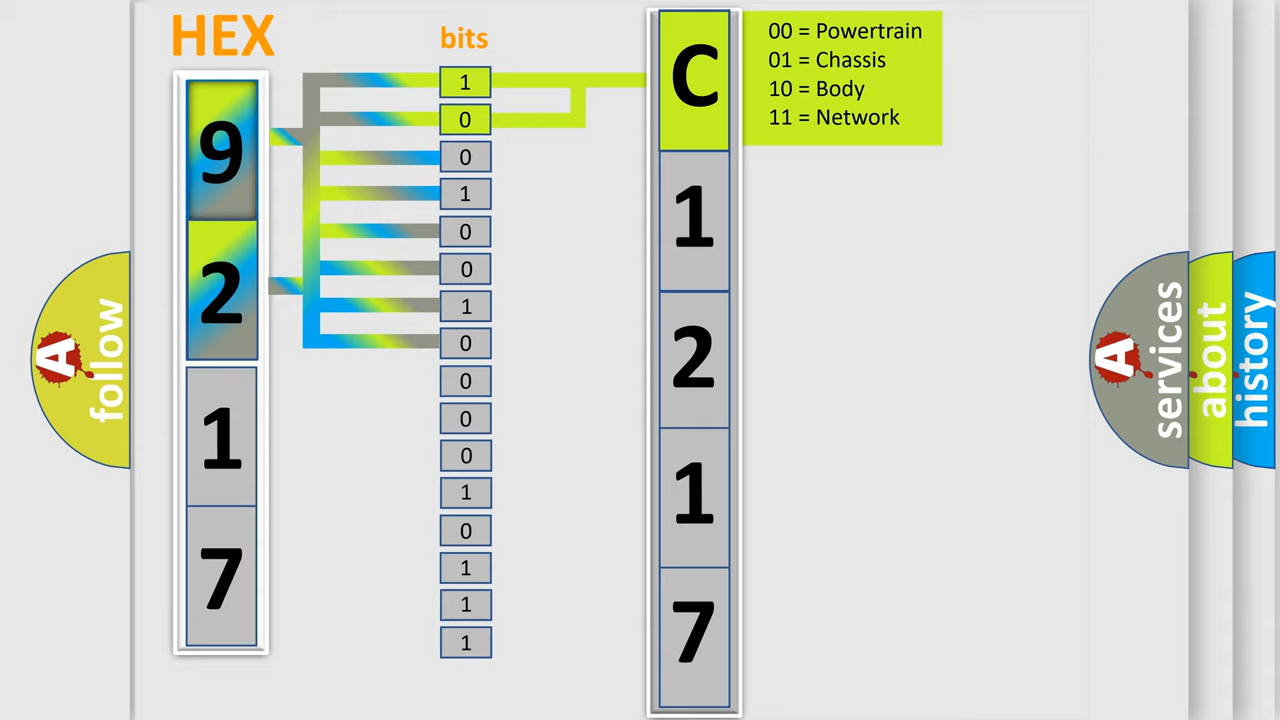 HEX
bits
9
2
1
7
1
0
0
1
0
0
1
0
0
0
0
1
0
1
1
1
C
1
2
1
7
00 = Powertrain
01 = Chassis
10 = Body
11 = Network
A
follow
A
services
about
history